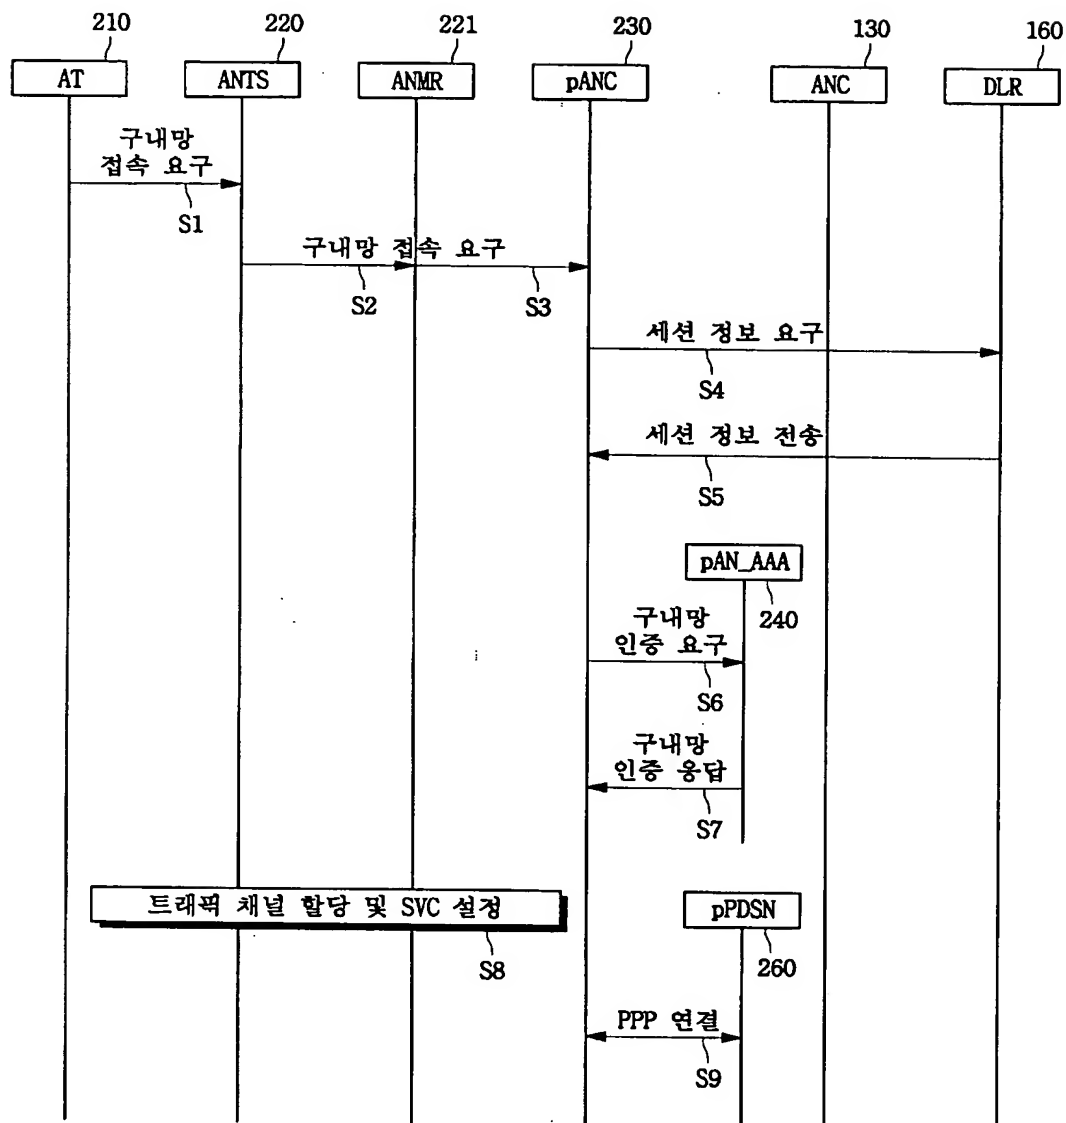 210
220
221
230
130
160
AT
ANTS
ANMR
pANC
ANC
DLR
구내망
접속 요구
S1
구내망 접속 요구
S2
S3
세션 정보 요구
S4
세션 정보 전송
S5
pAN_AAA
240
구내망
인증 요구
S6
구내망
인증 응답
S7
트래픽 채널 할당 및 SVC 설정
S8
pPDSN
260
PPP 연결
S9